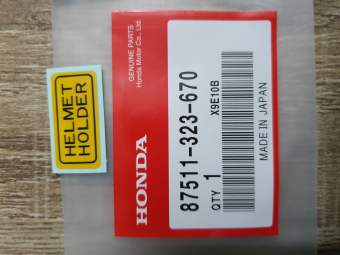 HELMET
HOLDER
GENUINE PARTS
Honda Motor Co., Ltd.
HONDA
87511-323-670
X9E10B
QTY 1
MADE IN JAPAN